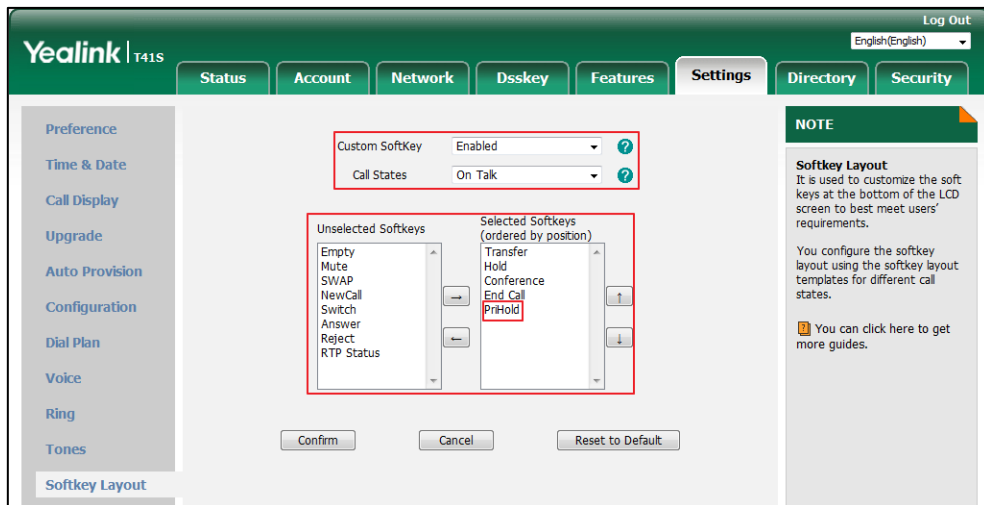 Log Out
Yealink T41S
English(English)
Status Account Network Dsskey Features Settings Directory Security
Preference
Time & Date
Call Display
Upgrade
Auto Provision
Configuration
Dial Plan
Voice
Ring
Tones
Softkey Layout
Custom SoftKey Enabled ?
Call States On Talk ?
Unselected Softkeys
Empty
Mute
SWAP
NewCall
Switch
Answer
Reject
RTP Status
→
←
Selected Softkeys
(ordered by position)
Transfer
Hold
Conference
End Call
PriHold
↑
↓
Confirm Cancel Reset to Default
NOTE
Softkey Layout
It is used to customize the soft
keys at the bottom of the LCD
screen to best meet users'
requirements.
You configure the softkey
layout using the softkey layout
templates for different call
states.
? You can click here to get
more guides.